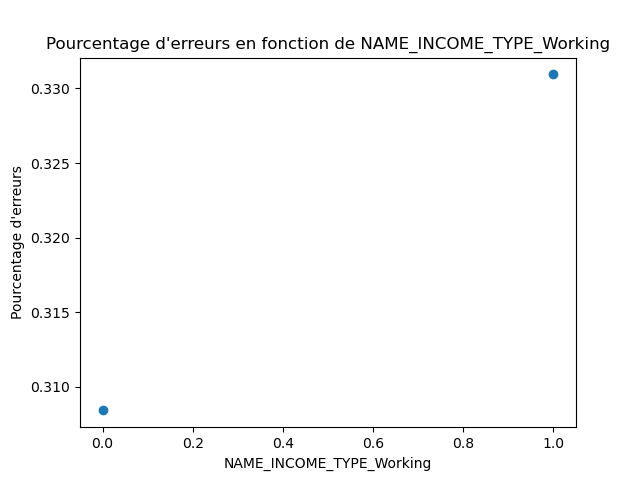 Pourcentage d'erreurs en fonction de NAME_INCOME_TYPE_Working
0.330
0.325
0.320
0.315
0.310
Pourcentage d'erreurs
0.0 0.2 0.4 0.6 0.8 1.0
NAME_INCOME_TYPE_Working